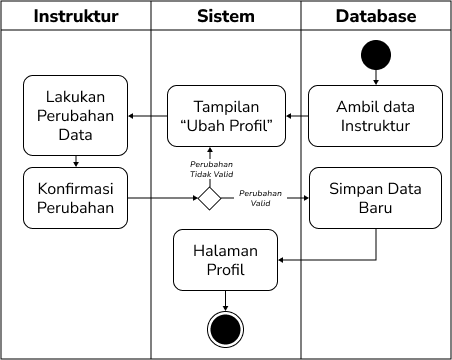 Instruktur
Sistem
Database
Lakukan
Perubahan
Data
Tampilan
“Ubah Profil”
Ambil data
Instruktur
Perubahan
Tidak Valid
Konfirmasi
Perubahan
Perubahan
Valid
Simpan Data
Baru
Halaman
Profil